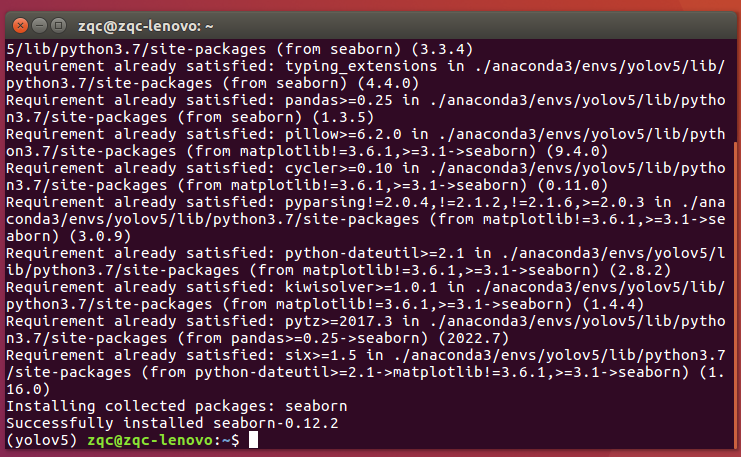 zqc@zqc-lenovo: ~
5/lib/python3.7/site-packages (from seaborn) (3.3.4)
Requirement already satisfied: typing_extensions in ./anaconda3/envs/yolov5/lib/
python3.7/site-packages (from seaborn) (4.4.0)
Requirement already satisfied: pandas>=0.25 in ./anaconda3/envs/yolov5/lib/pytho
n3.7/site-packages (from seaborn) (1.3.5)
Requirement already satisfied: pillow>=6.2.0 in ./anaconda3/envs/yolov5/lib/pyth
on3.7/site-packages (from matplotlib!=3.6.1,>=3.1->seaborn) (9.4.0)
Requirement already satisfied: cycler>=0.10 in ./anaconda3/envs/yolov5/lib/pytho
n3.7/site-packages (from matplotlib!=3.6.1,>=3.1->seaborn) (0.11.0)
Requirement already satisfied: pyparsing!=2.0.4,!=2.1.2,!=2.1.6,>=2.0.3 in ./ana
conda3/envs/yolov5/lib/python3.7/site-packages (from matplotlib!=3.6.1,>=3.1->se
aborn) (3.0.9)
Requirement already satisfied: python-dateutil>=2.1 in ./anaconda3/envs/yolov5/l
ib/python3.7/site-packages (from matplotlib!=3.6.1,>=3.1->seaborn) (2.8.2)
Requirement already satisfied: kiwisolver>=1.0.1 in ./anaconda3/envs/yolov5/lib/
python3.7/site-packages (from matplotlib!=3.6.1,>=3.1->seaborn) (1.4.4)
Requirement already satisfied: pytz>=2017.3 in ./anaconda3/envs/yolov5/lib/pytho
n3.7/site-packages (from pandas>=0.25->seaborn) (2022.7)
Requirement already satisfied: six>=1.5 in ./anaconda3/envs/yolov5/lib/python3.7
/site-packages (from python-dateutil>=2.1->matplotlib!=3.6.1,>=3.1->seaborn) (1.
16.0)
Installing collected packages: seaborn
Successfully installed seaborn-0.12.2
(yolov5) zqc@zqc-lenovo:~$